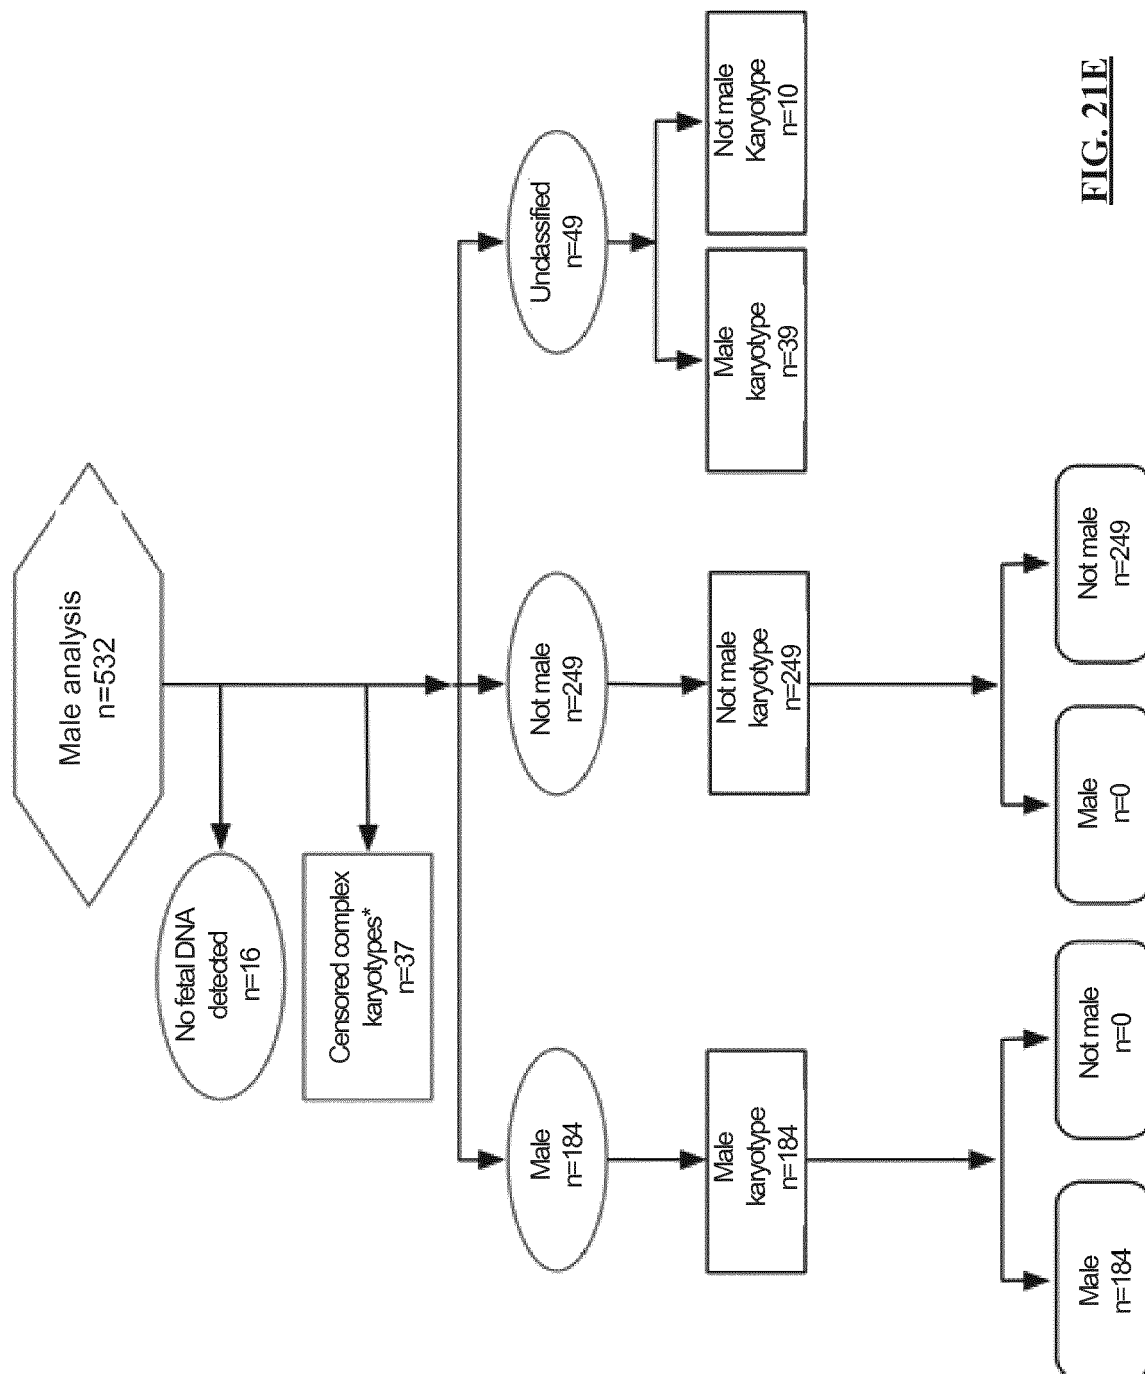 Male analysis
n=532
No fetal DNA
detected
n=16
Censored complex
karyotypes*
n=37
Male
n=184
Not male
n=249
Unclassified
n=49
Male
karyotype
n=184
Not male
karyotype
n=249
Male
karyotype
n=39
Not male
Karyotype
n=10
Male
n=184
Not male
n=0
Male
n=0
Not male
n=249
FIG. 21E